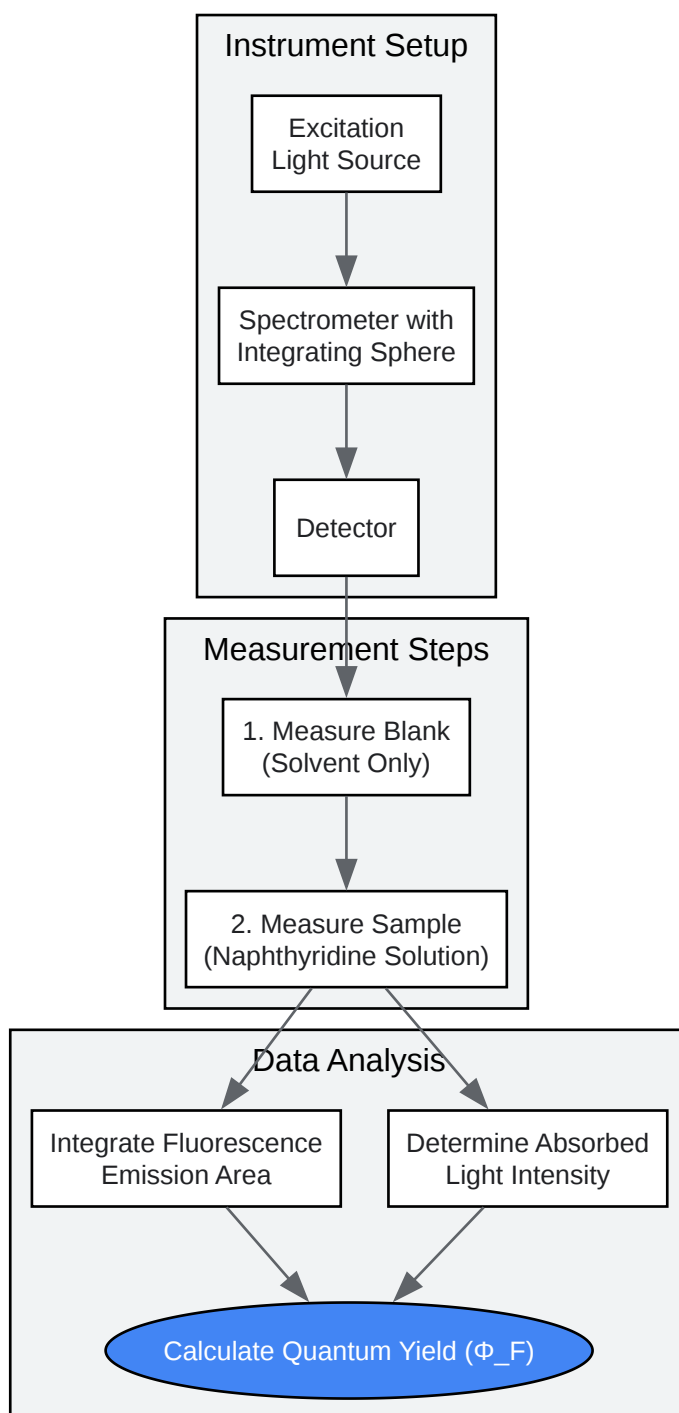 Instrument Setup
Excitation
Light Source
Spectrometer with
Integrating Sphere
Detector
Measurement Steps
1. Measure Blank
(Solvent Only)
2. Measure Sample
(Naphthyridine Solution)
Data Analysis
Integrate Fluorescence
Emission Area
Determine Absorbed
Light Intensity
Calculate Quantum Yield (Φ_F)